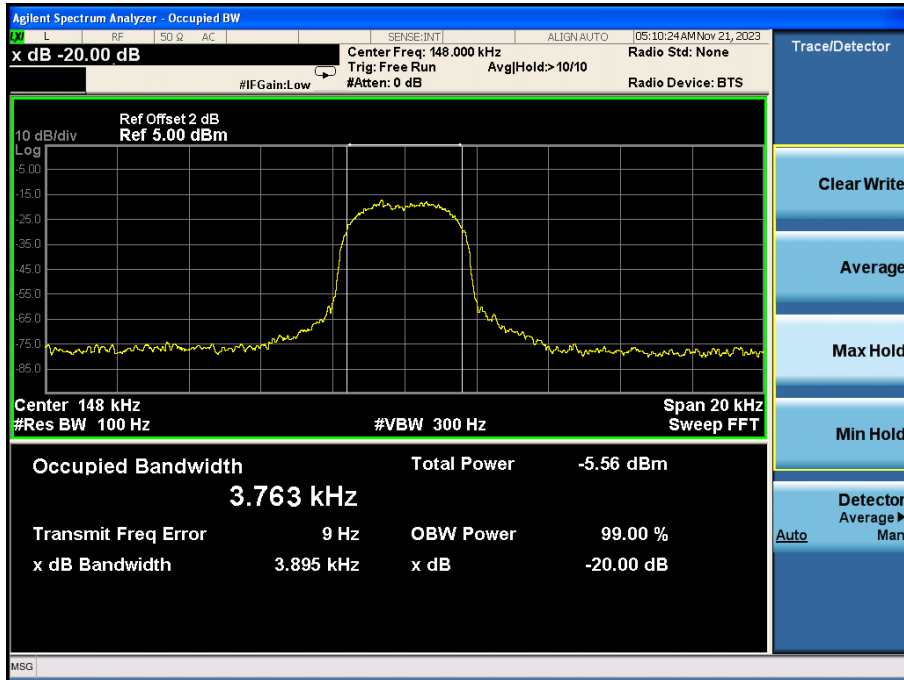 Agilent Spectrum Analyzer - Occupied BW
LXI L RF 50 Ω AC SENSE:INT ALIGN AUTO 05:10:24 AM Nov 21, 2023
x dB -20.00 dB
Center Freq: 148.000 kHz
Radio Std: None
Trig: Free Run Avg|Hold:>10/10
#IFGain:Low #Atten: 0 dB Radio Device: BTS
Ref Offset 2 dB
10 dB/div Ref 5.00 dBm
Log
-5.00
-15.0
-25.0
-35.0
-45.0
-55.0
-65.0
-75.0
-85.0
Center 148 kHz Span 20 kHz
#Res BW 100 Hz #VBW 300 Hz Sweep FFT
Occupied Bandwidth Total Power -5.56 dBm
3.763 kHz
Transmit Freq Error 9 Hz OBW Power 99.00 %
x dB Bandwidth 3.895 kHz x dB -20.00 dB
MSG
Trace/Detector
Clear Write
Average
Max Hold
Min Hold
Detector
Average▶
Auto Man